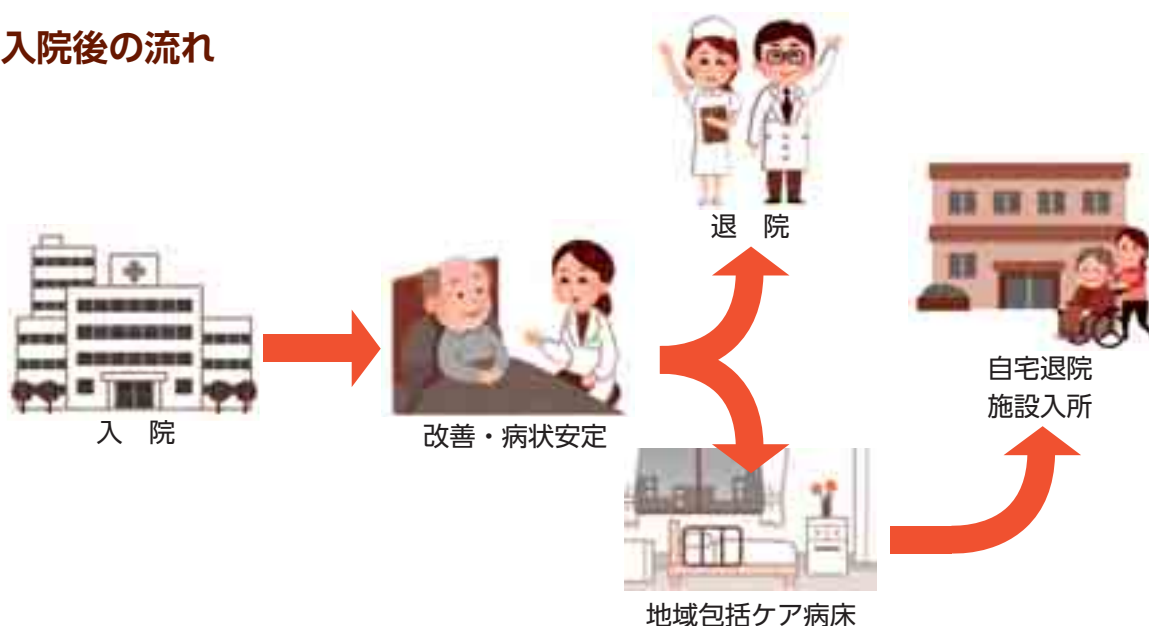 入院後の流れ
入　院
改善・病状安定
退　院
地域包括ケア病床
自宅退院
施設入所